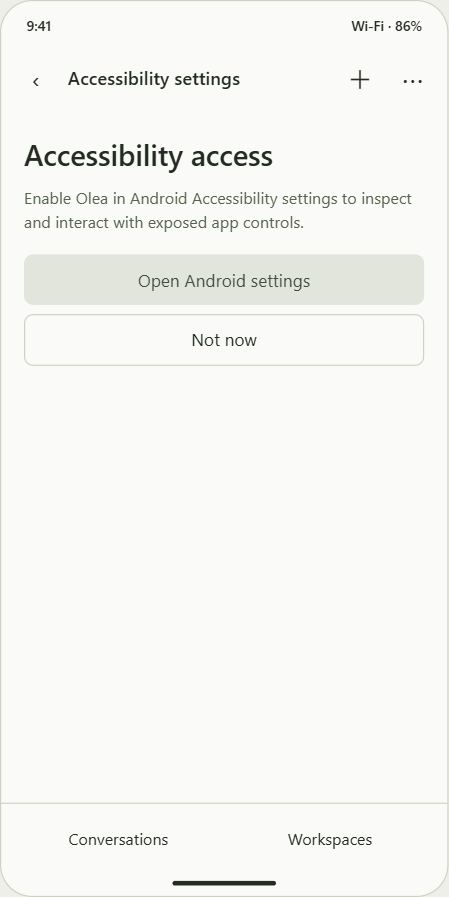 9:41
Wi-Fi · 86%
‹ Accessibility settings + ...
Accessibility access
Enable Olea in Android Accessibility settings to inspect
and interact with exposed app controls.
Open Android settings
Not now
Conversations
Workspaces